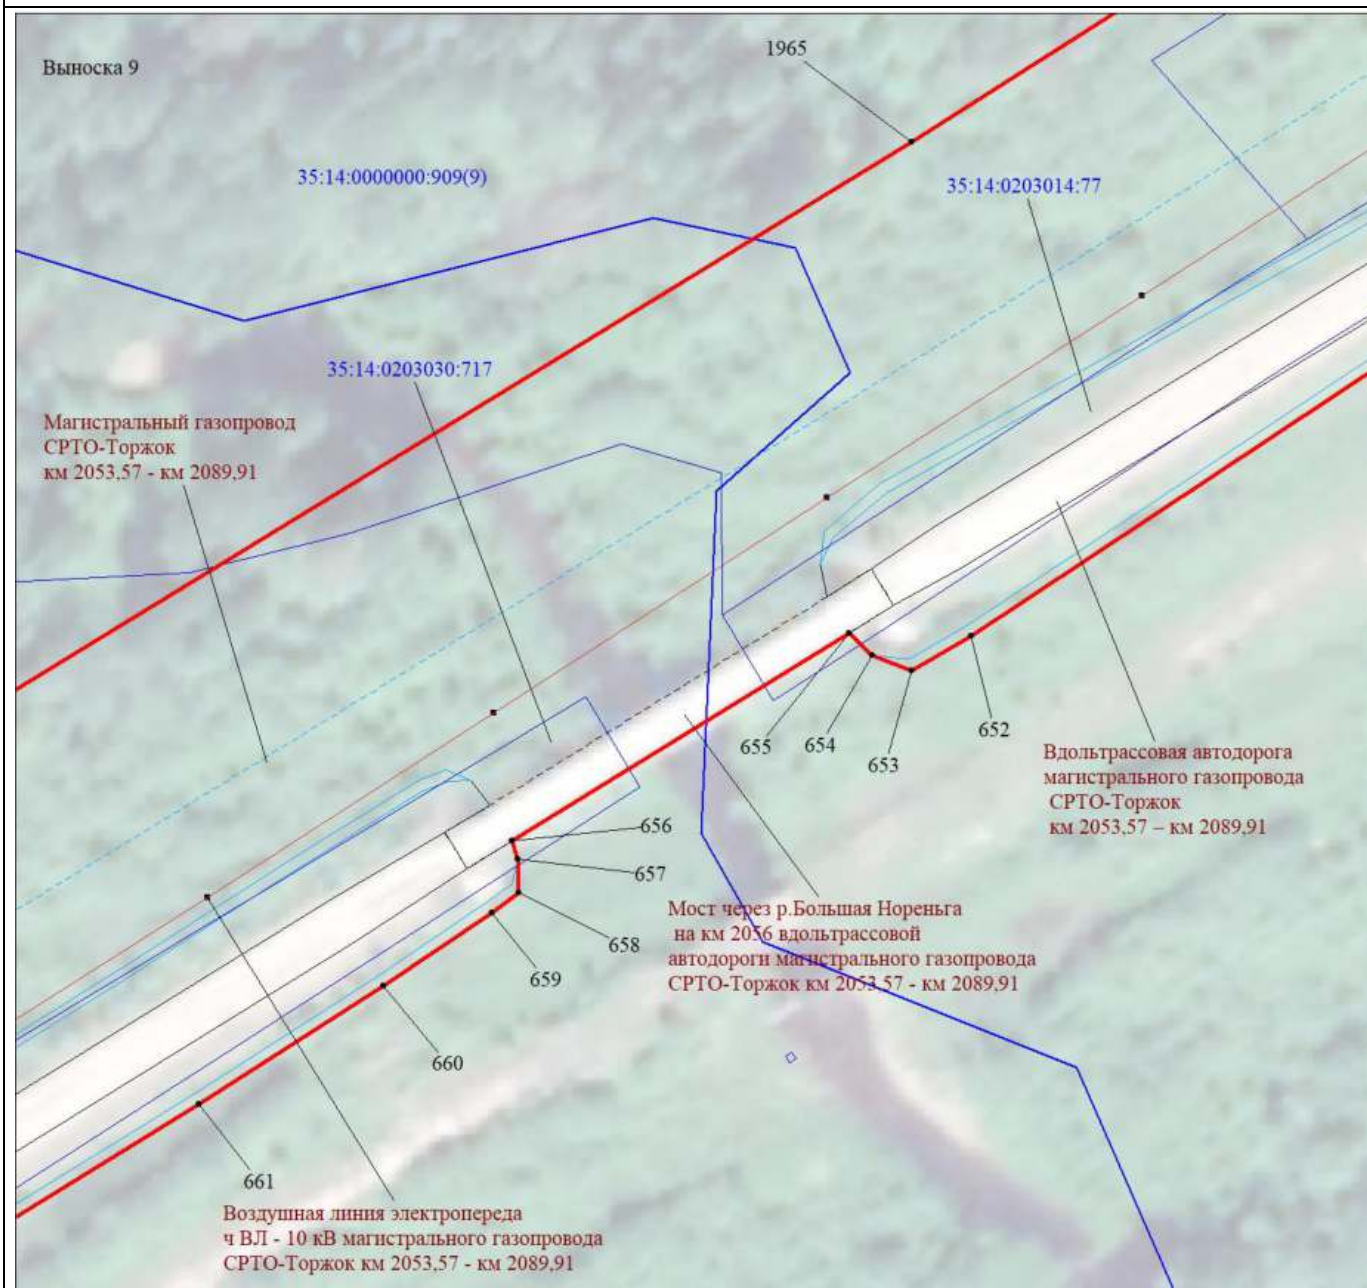 Выноска 9
1965
35:14:0000000:909(9)
35:14:0203014:77
35:14:0203030:717
Магистральный газопровод
СРТО-Торжок
км 2053,57 - км 2089,91
655
654
653
652
Вдольтрассовая автодорога
магистрального газопровода
СРТО-Торжок
км 2053,57 – км 2089,91
656
657
658
659
660
661
Мост через р.Большая Нореньга
на км 2056 вдольтрассовой
автодороги магистрального газопровода
СРТО-Торжок км 2053,57 - км 2089,91
Воздушная линия электропереда
ч ВЛ - 10 кВ магистрального газопровода
СРТО-Торжок км 2053,57 - км 2089,91